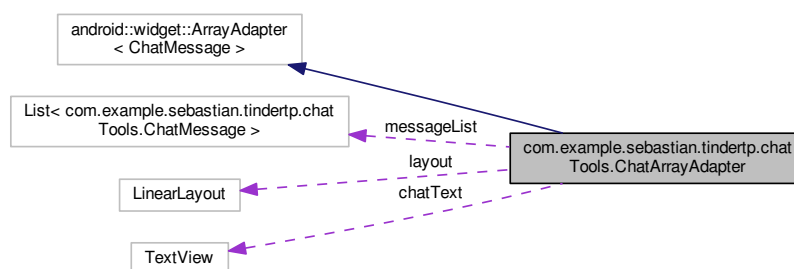 android::widget::ArrayAdapter
< ChatMessage >
List< com.example.sebastian.tindertp.chat
Tools.ChatMessage >
messageList
com.example.sebastian.tindertp.chat
Tools.ChatArrayAdapter
layout
LinearLayout
chatText
TextView